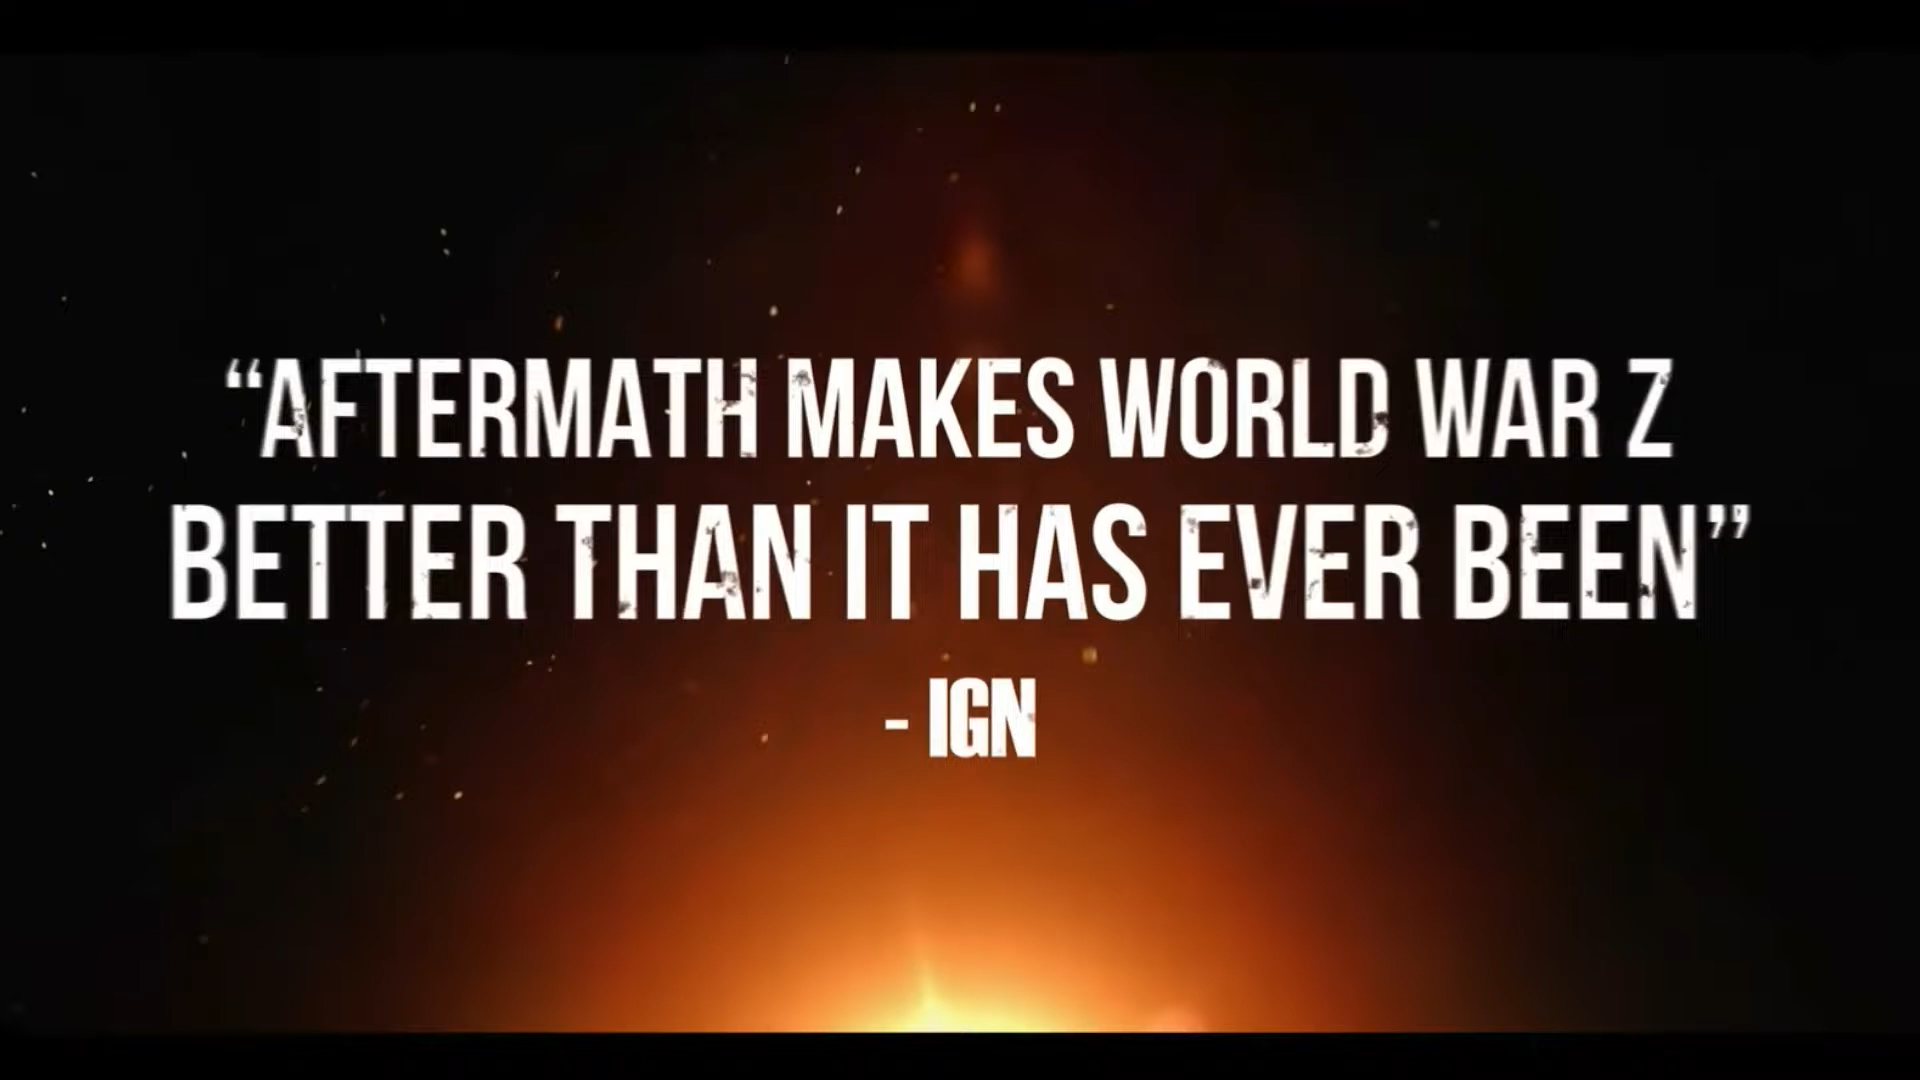 “AFTERMATH MAKES WORLD WAR Z
BETTER THAN IT HAS EVER BEEN”
- IGN